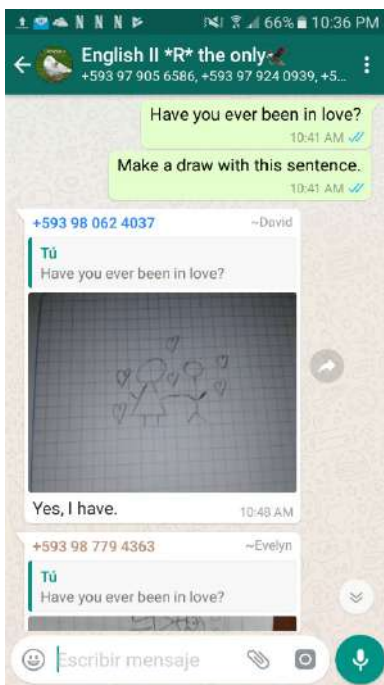 N N N 66% 10:36 PM
English II *R* the only
+593 97 905 6586, +593 97 924 0939, +5...
Have you ever been in love?
10:41 AM
Make a draw with this sentence.
10:41 AM
+593 98 062 4037 ~David
Tú
Have you ever been in love?
Yes, I have.
10:48 AM
+593 98 779 4363 ~Evelyn
Tú
Have you ever been in love?
Escribir mensaje